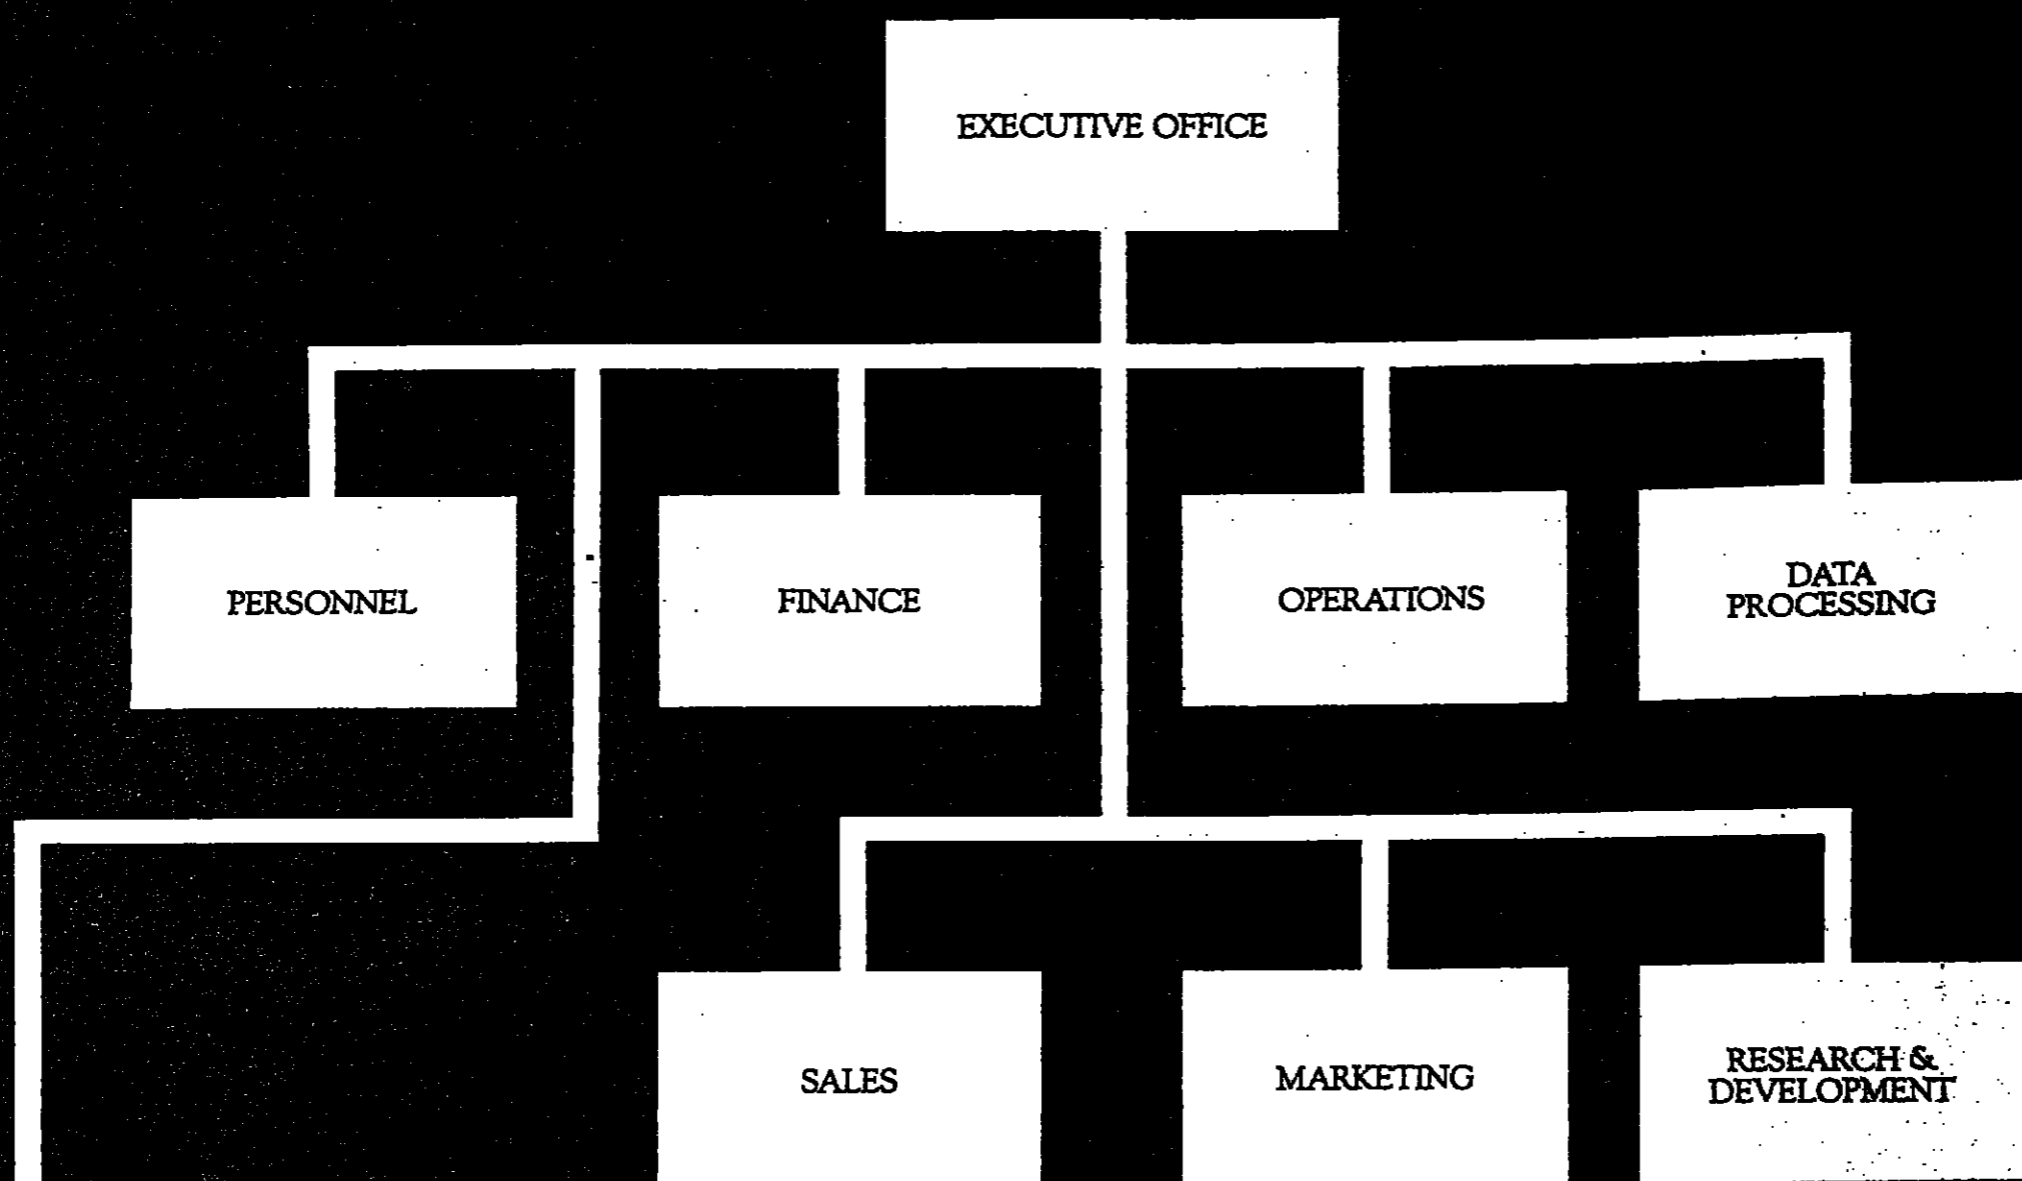 EXECUTIVE OFFICE
PERSONNEL
FINANCE
OPERATIONS
DATA
PROCESSING
SALES
MARKETING
RESEARCH &
DEVELOPMENT